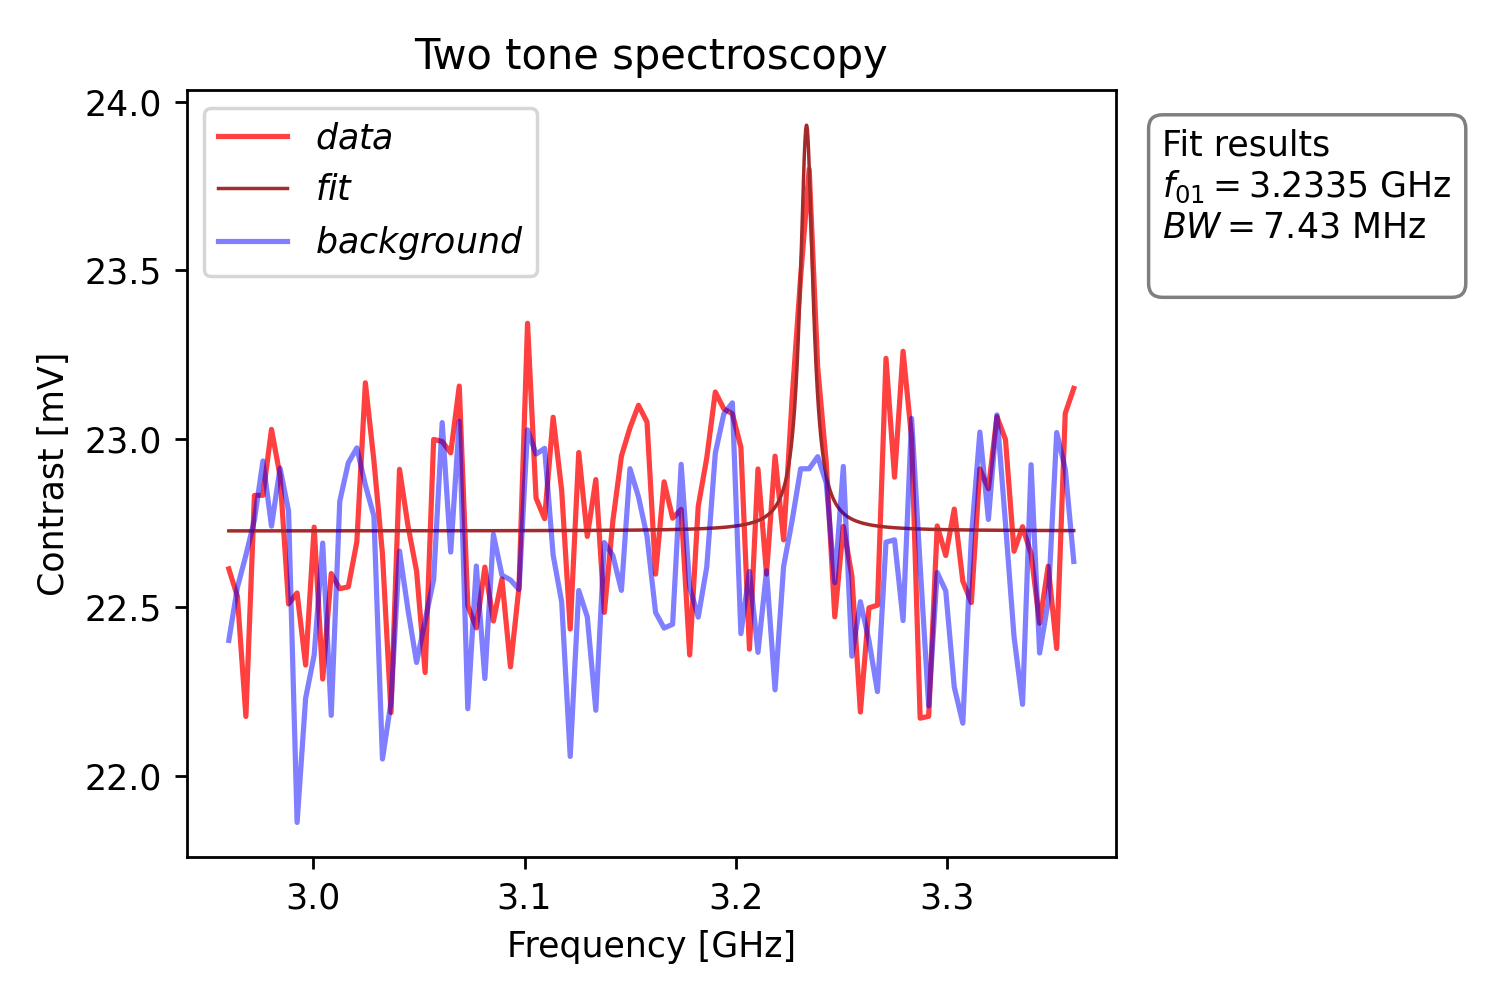 Two tone spectroscopy
24.0
23.5
23.0
22.5
22.0
Contrast [mV]
data
fit
background
3.0 3.1 3.2 3.3
Frequency [GHz]
Fit results
f₀₁ = 3.2335 GHz
BW = 7.43 MHz